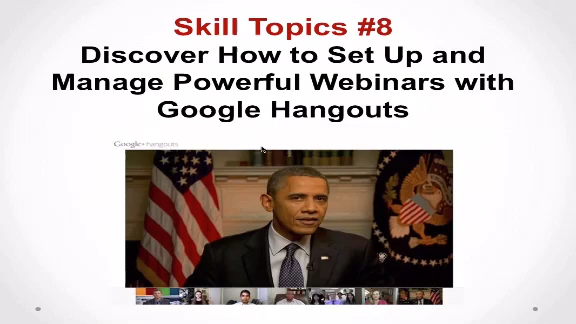 Skill Topics #8
Discover How to Set Up and
Manage Powerful Webinars with
Google Hangouts
Google+ hangouts